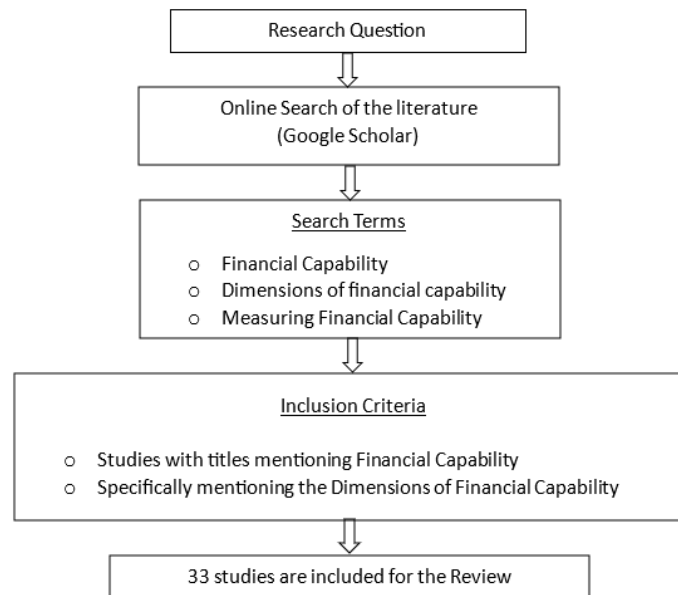 Research Question
Online Search of the literature
(Google Scholar)
Search Terms
o Financial Capability
o Dimensions of financial capability
o Measuring Financial Capability
Inclusion Criteria
o Studies with titles mentioning Financial Capability
o Specifically mentioning the Dimensions of Financial Capability
33 studies are included for the Review